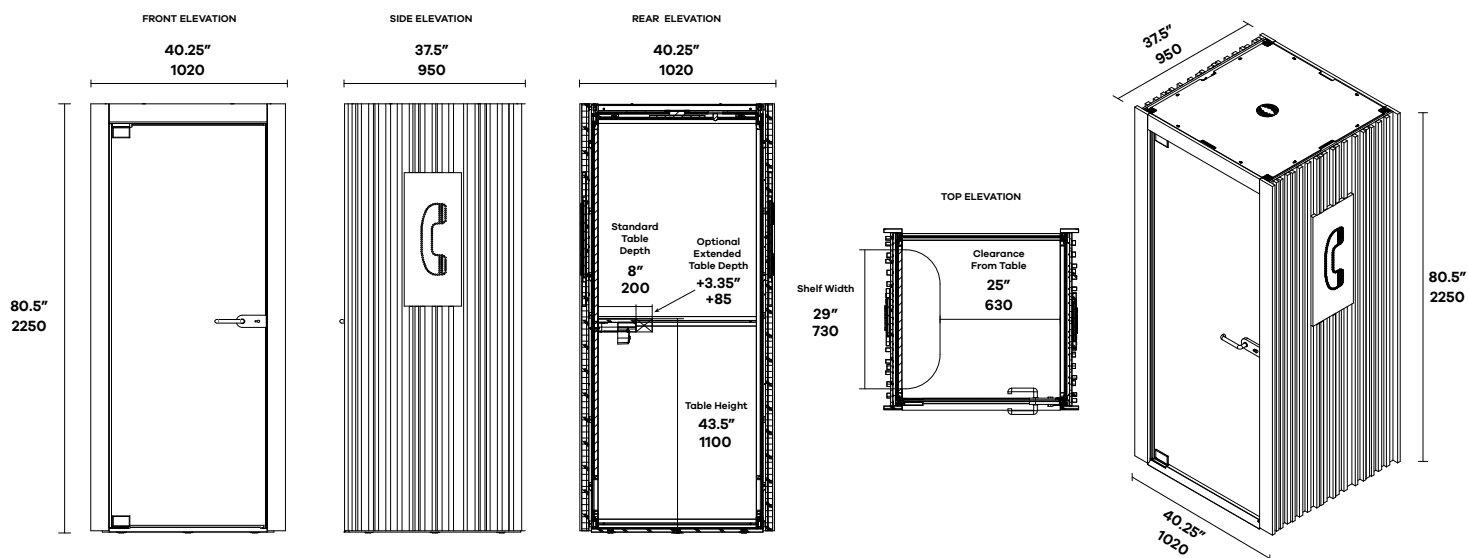 FRONT ELEVATION
40.25″
1020
SIDE ELEVATION
37.5″
950
REAR ELEVATION
40.25″
1020
80.5″
2250
Standard
Table
Depth
8″
200
Optional
Extended
Table Depth
+3.35″
+85
Table Height
43.5″
1100
TOP ELEVATION
Shelf Width
29″
730
Clearance
From Table
25″
630
37.5″
950
80.5″
2250
40.25″
1020